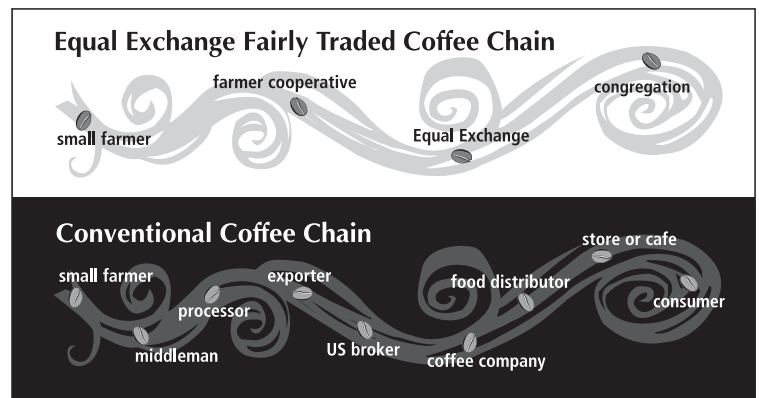 Equal Exchange Fairly Traded Coffee Chain
small farmer
farmer cooperative
Equal Exchange
congregation
Conventional Coffee Chain
small farmer
middleman
processor
exporter
US broker
coffee company
food distributor
store or cafe
consumer